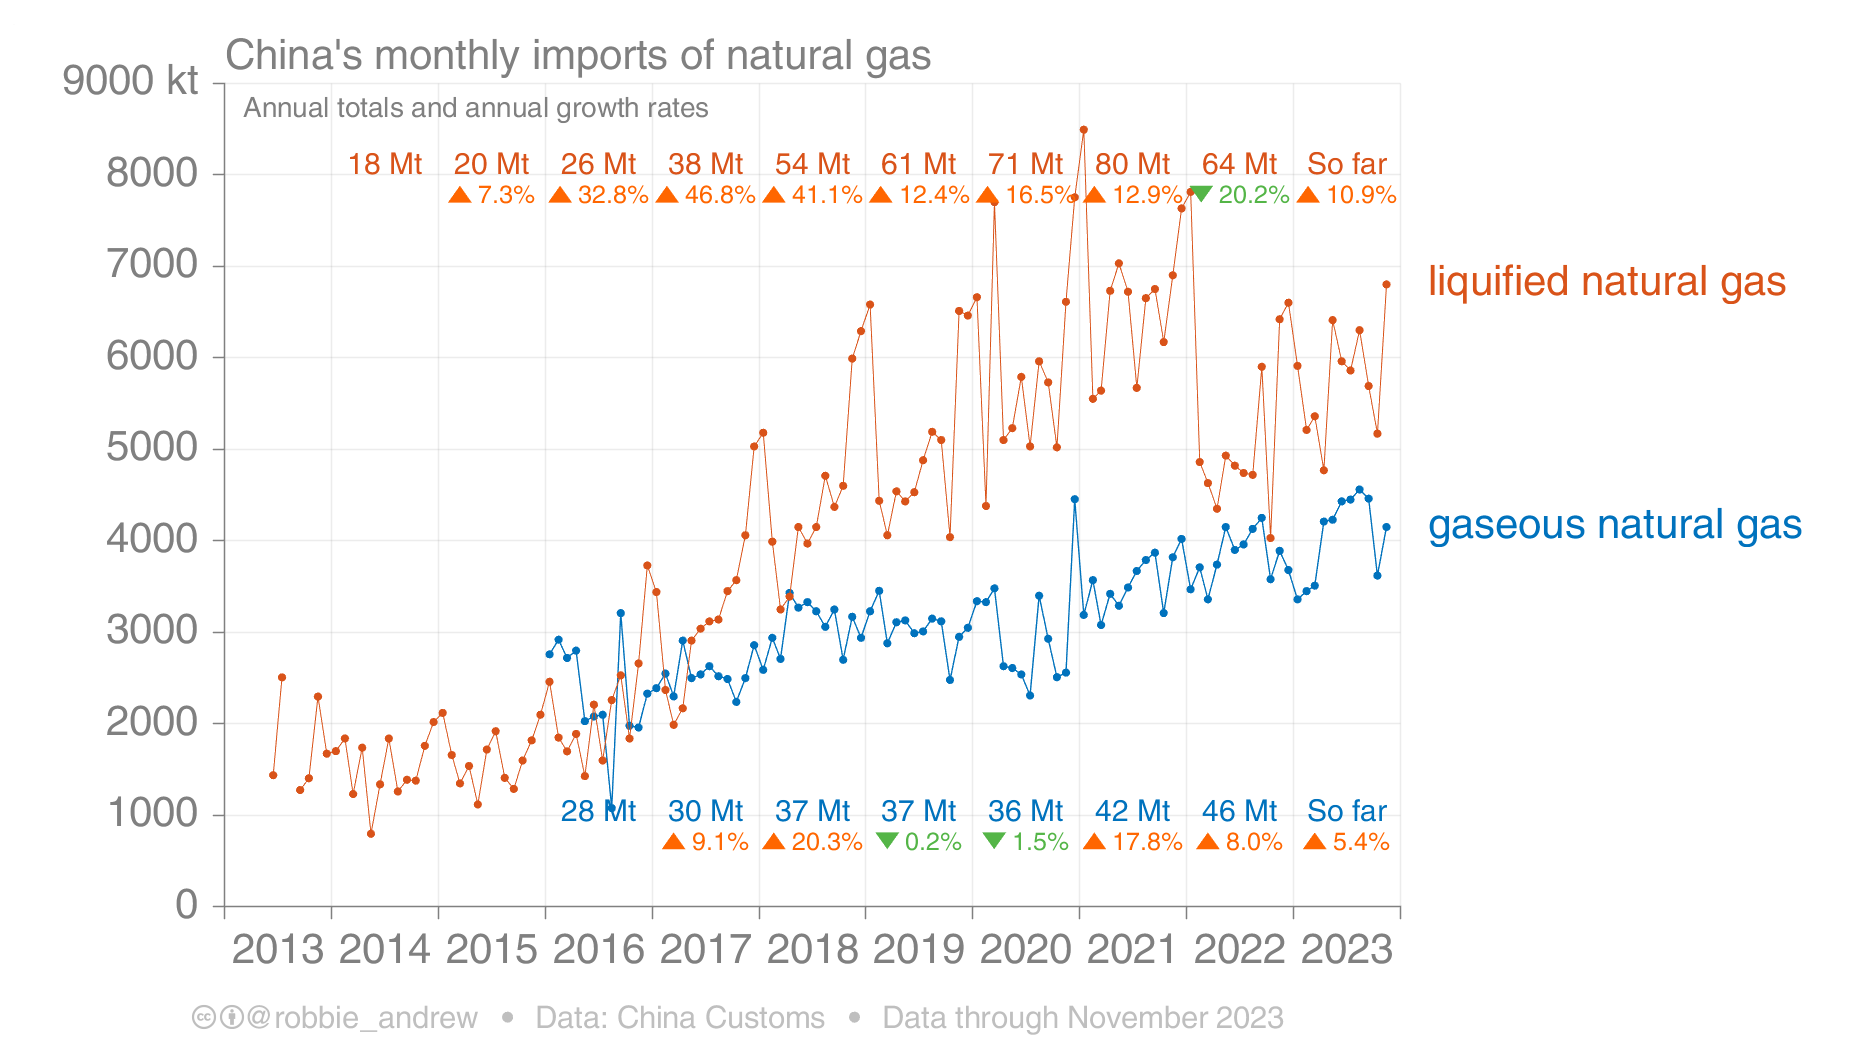 China's monthly imports of natural gas
9000 kt
Annual totals and annual growth rates
18 Mt 20 Mt 26 Mt 38 Mt 54 Mt 61 Mt 71 Mt 80 Mt 64 Mt So far
8000
▲ 7.3% ▲ 32.8% ▲ 46.8% ▲ 41.1% ▲ 12.4% ▲ 16.5% ▲ 12.9% ▼ 20.2% ▲ 10.9%
7000
liquified natural gas
6000
5000
gaseous natural gas
4000
3000
2000
1000
28 Mt 30 Mt 37 Mt 37 Mt 36 Mt 42 Mt 46 Mt So far
▲ 9.1% ▲ 20.3% ▼ 0.2% ▼ 1.5% ▲ 17.8% ▲ 8.0% ▲ 5.4%
0
2013 2014 2015 2016 2017 2018 2019 2020 2021 2022 2023
cc @robbie_andrew • Data: China Customs • Data through November 2023